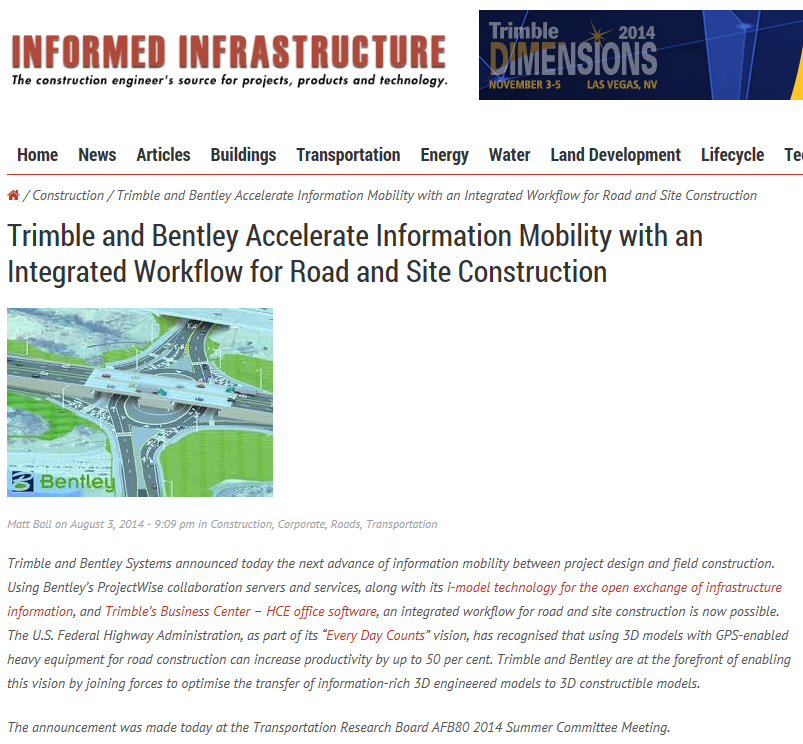 INFORMED INFRASTRUCTURE
The construction engineer's source for projects, products and technology.
Trimble 2014
DIMENSIONS
NOVEMBER 3-5 LAS VEGAS, NV
Home News Articles Buildings Transportation Energy Water Land Development Lifecycle Te
/ Construction / Trimble and Bentley Accelerate Information Mobility with an Integrated Workflow for Road and Site Construction
Trimble and Bentley Accelerate Information Mobility with an
Integrated Workflow for Road and Site Construction
Bentley
Matt Ball on August 3, 2014 - 9:09 pm in Construction, Corporate, Roads, Transportation
Trimble and Bentley Systems announced today the next advance of information mobility between project design and field construction.
Using Bentley's ProjectWise collaboration servers and services, along with its i-model technology for the open exchange of infrastructure
information, and Trimble's Business Center – HCE office software, an integrated workflow for road and site construction is now possible.
The U.S. Federal Highway Administration, as part of its “Every Day Counts” vision, has recognised that using 3D models with GPS-enabled
heavy equipment for road construction can increase productivity by up to 50 per cent. Trimble and Bentley are at the forefront of enabling
this vision by joining forces to optimise the transfer of information-rich 3D engineered models to 3D constructible models.
The announcement was made today at the Transportation Research Board AFB80 2014 Summer Committee Meeting.